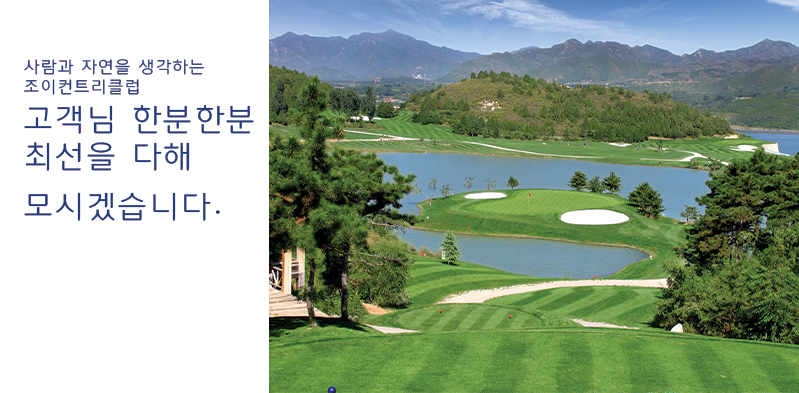 사람과 자연을 생각하는
조이컨트리클럽
고객님 한분한분
최선을 다해
모시겠습니다.